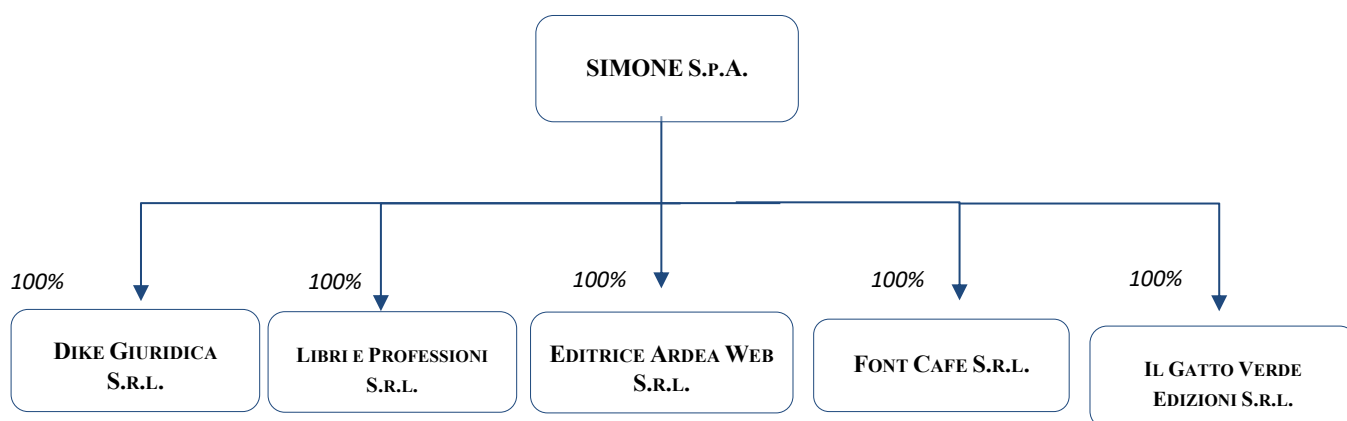 SIMONE S.P.A.
100%
100%
100%
100%
100%
DIKE GIURIDICA
S.R.L.
LIBRI E PROFESSIONI
S.R.L.
EDITRICE ARDEA WEB
S.R.L.
FONT CAFE S.R.L.
IL GATTO VERDE
EDIZIONI S.R.L.